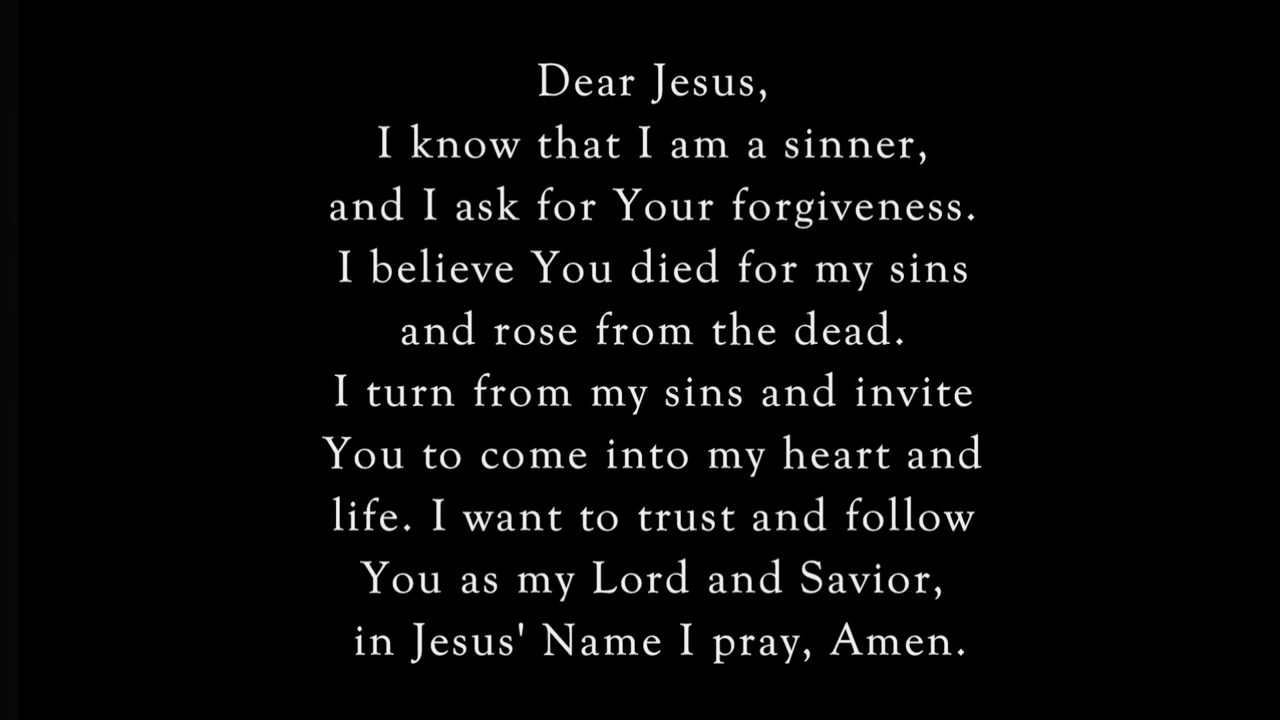 Dear Jesus,
I know that I am a sinner,
and I ask for Your forgiveness.
I believe You died for my sins
and rose from the dead.
I turn from my sins and invite
You to come into my heart and
life. I want to trust and follow
You as my Lord and Savior,
in Jesus' Name I pray, Amen.